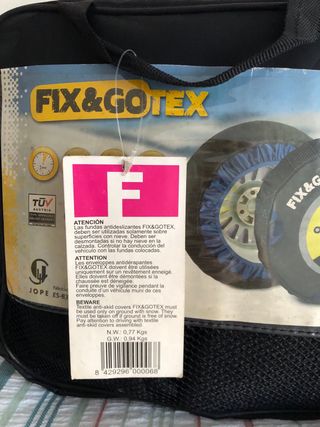 FIX&GOTEX
F
TÜV
AUSTRIA
JOPE
ATENCIÓN
Las fundas antideslizantes FIX&GOTEX,
deben ser utilizadas solamente sobre
superficies con nieve. Deben ser
desmontadas si no hay nieve en la
calzada. Controlar la conducción del
vehículo con las fundas colocadas.
ATTENTION
Les enveloppes antidérapantes
FIX&GOTEX doivent être utilisées
uniquement sur un revêtement enneigé.
Elles doivent être démontées si la
chaussée est déneigée.
Faire preuve de vigilance pendant la
conduite d'un véhicule muni de ces
enveloppes.
BEWARE
Textile anti-skid covers FIX&GOTEX must
be used only on ground with snow. They
must be taken off if ground is free of snow.
Pay attention to driving with textile
anti-skid covers assembled.
N.W.: 0,77 Kgs
G.W.: 0,94 Kgs
8 429296 000068
FIX&GO